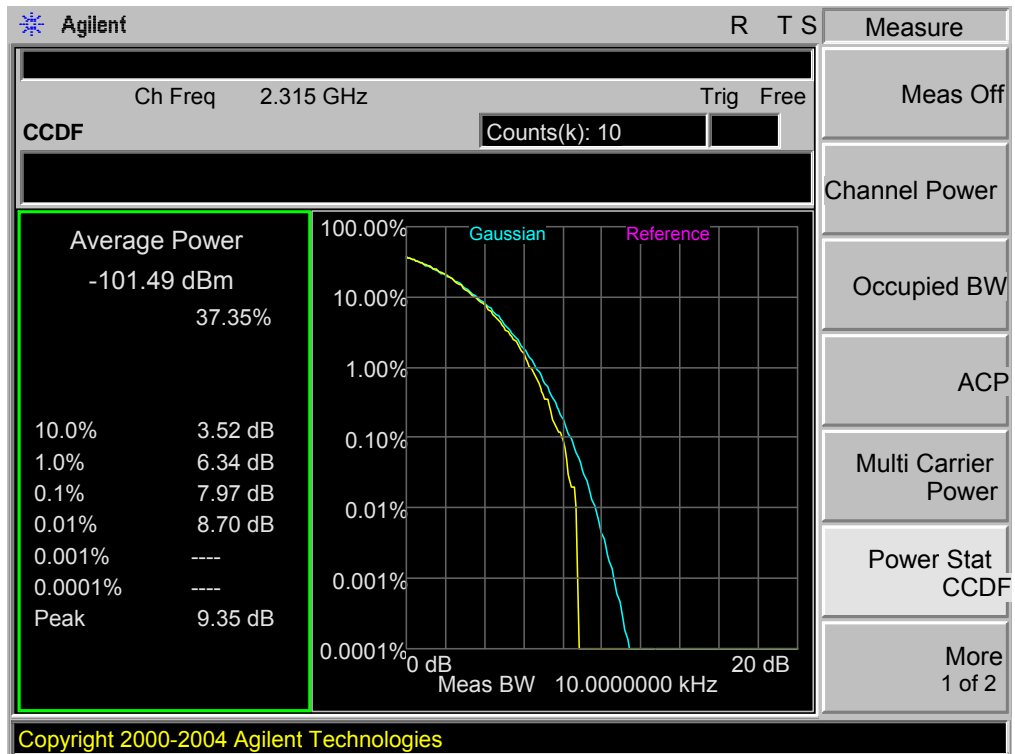 Agilent R T S
Measure
Ch Freq 2.315 GHz Trig Free
CCDF Counts(k): 10
Average Power
-101.49 dBm
37.35%
10.0% 3.52 dB
1.0% 6.34 dB
0.1% 7.97 dB
0.01% 8.70 dB
0.001% ----
0.0001% ----
Peak 9.35 dB
Gaussian Reference
100.00%
10.00%
1.00%
0.10%
0.01%
0.001%
0.0001%
0 dB 20 dB
Meas BW 10.0000000 kHz
Meas Off
Channel Power
Occupied BW
ACP
Multi Carrier
Power
Power Stat
CCDF
More
1 of 2
Copyright 2000-2004 Agilent Technologies